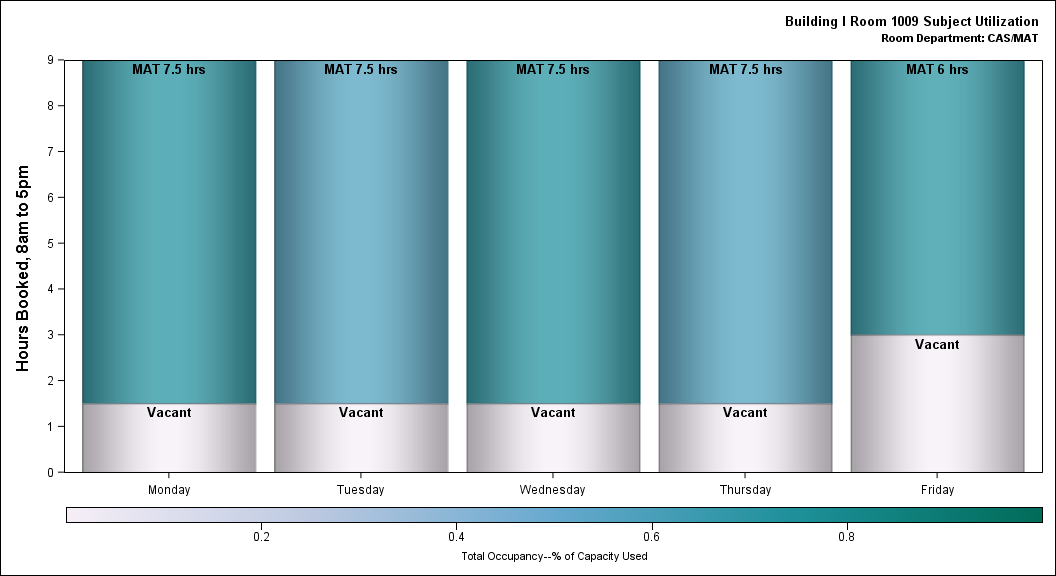 Building I Room 1009 Subject Utilization
Room Department: CAS/MAT
Hours Booked, 8am to 5pm
9
8
7
6
5
4
3
2
1
0
MAT 7.5 hrs
MAT 7.5 hrs
MAT 7.5 hrs
MAT 7.5 hrs
MAT 6 hrs
Vacant
Vacant
Vacant
Vacant
Vacant
Monday
Tuesday
Wednesday
Thursday
Friday
0.2
0.4
0.6
0.8
Total Occupancy--% of Capacity Used